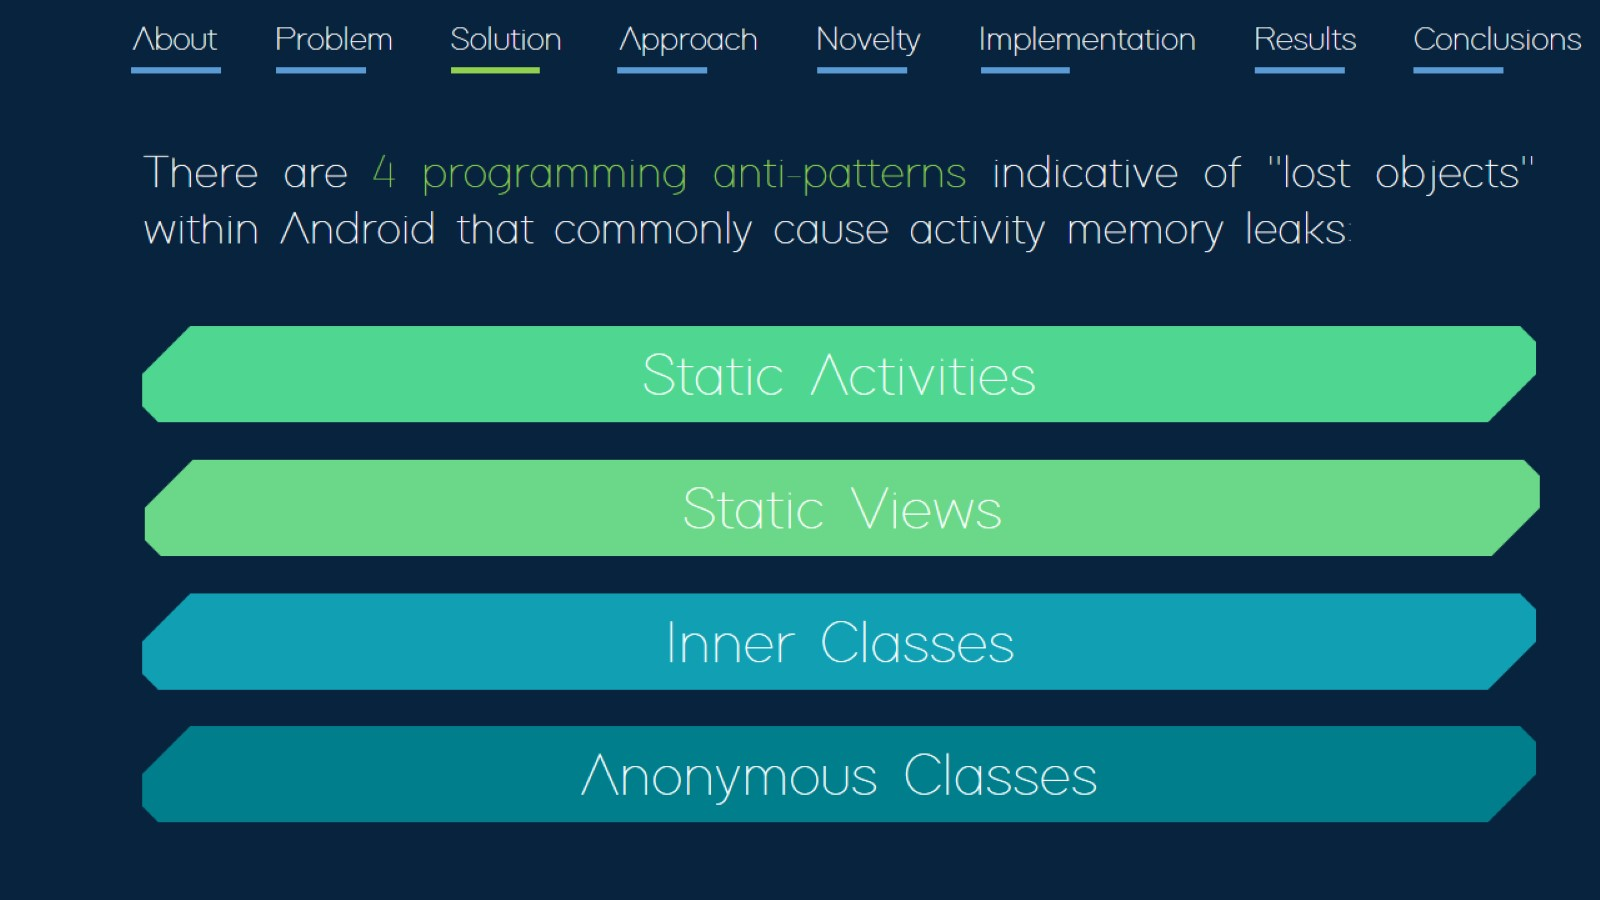 About Problem Solution Approach Novelty Implementation Results Conclusions
There are 4 programming anti-patterns indicative of "lost objects"
within Android that commonly cause activity memory leaks:
Static Activities
Static Views
Inner Classes
Anonymous Classes